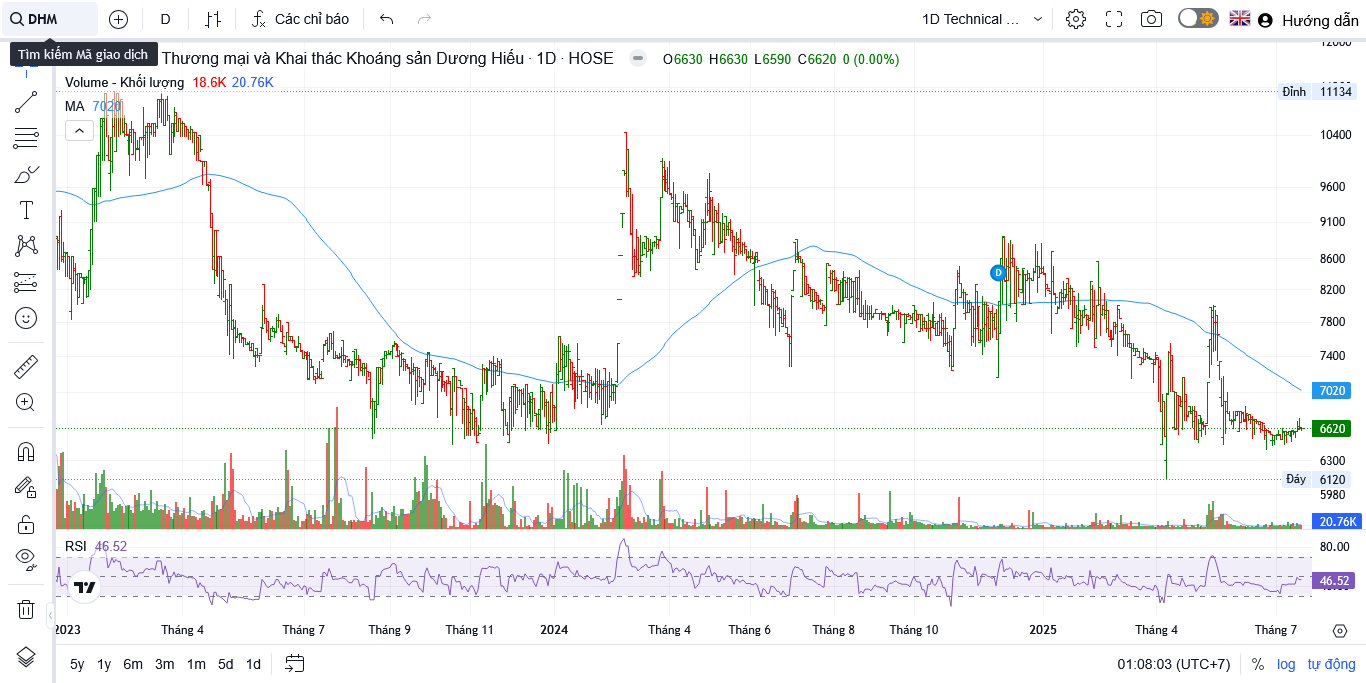 DHM
D
Các chỉ báo
1D Technical ...
Hướng dẫn
Tìm kiếm Mã giao dịch
Thương mại và Khai thác Khoáng sản Dương Hiếu · 1D · HOSE
O6630 H6630 L6590 C6620 0 (0.00%)
Volume - Khối lượng 18.6K 20.76K
MA 7020
12000
Đỉnh 11134
10400
9600
9100
8600
8200
7800
7400
7020
6620
6300
Đáy 6120
5980
20.76K
D
RSI 46.52
80.00
46.52
2023 Tháng 4 Tháng 7 Tháng 9 Tháng 11 2024 Tháng 4 Tháng 6 Tháng 8 Tháng 10 2025 Tháng 4 Tháng 7
5y 1y 6m 3m 1m 5d 1d
01:08:03 (UTC+7) % log tự động